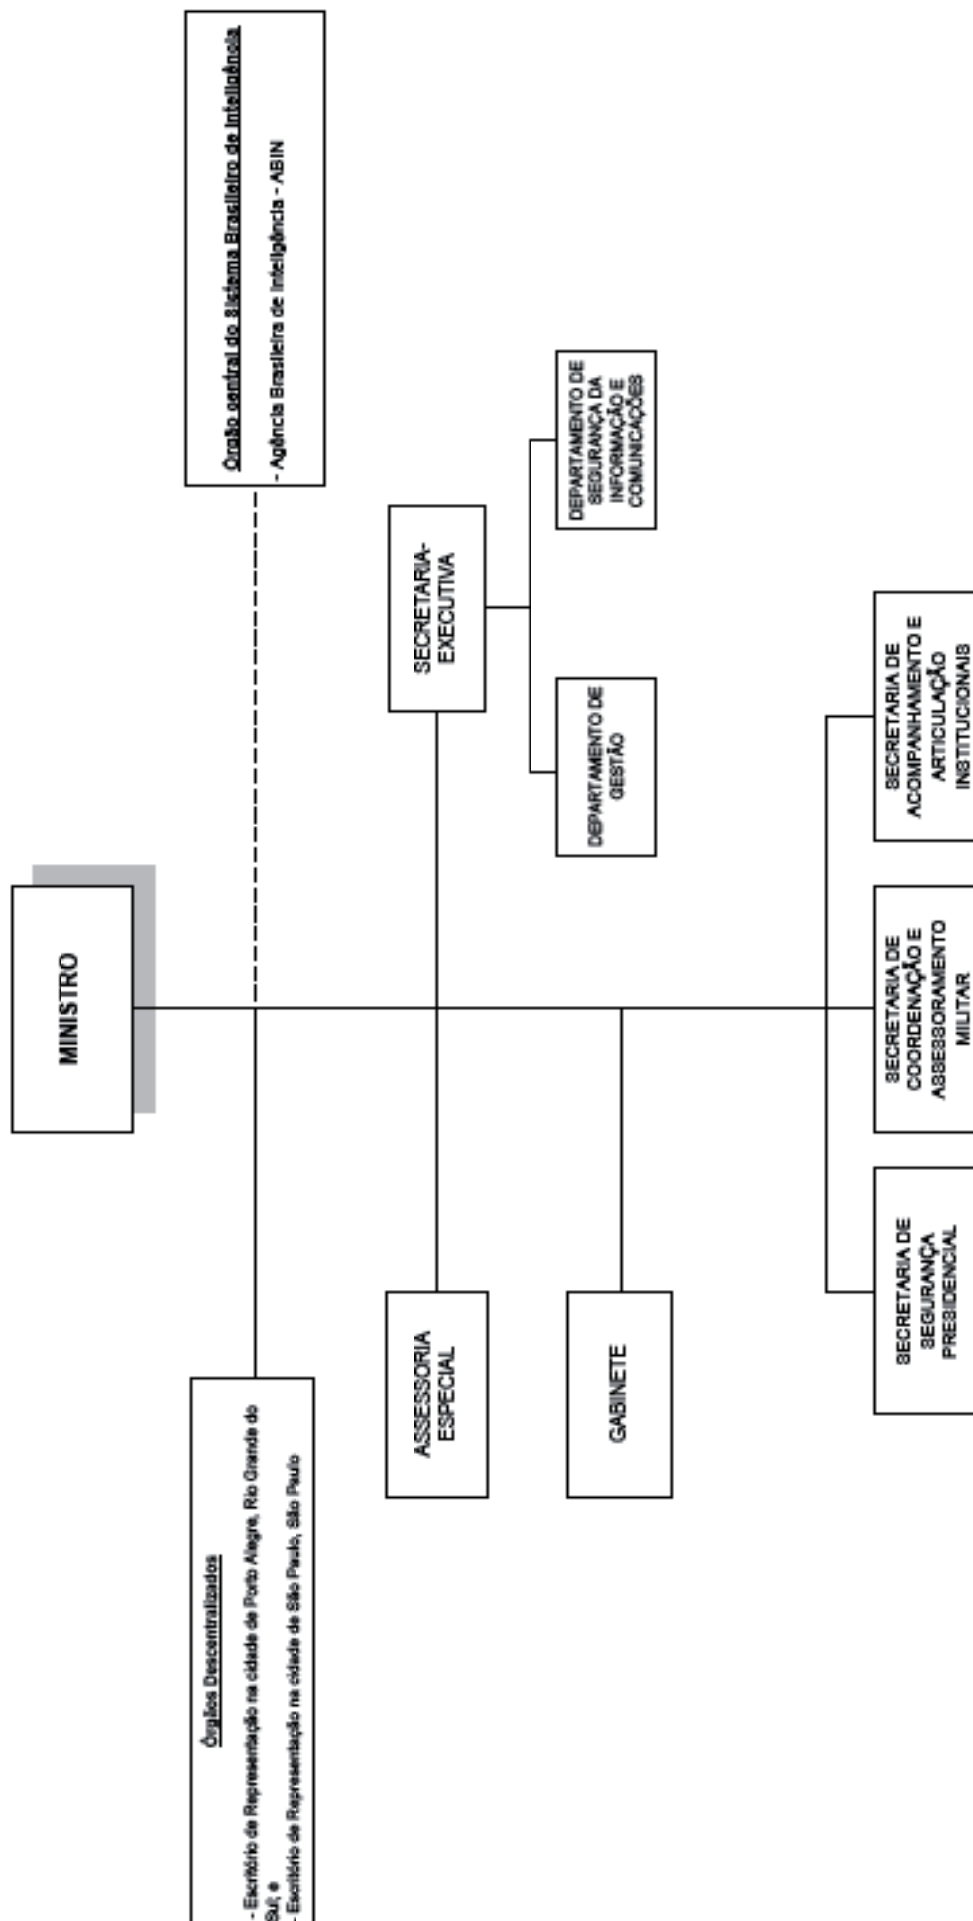 MINISTRO
Órgãos Descentralizados
- Escritório de Representação na cidade de Porto Alegre, Rio Grande do
Sul; e
- Escritório de Representação na cidade de São Paulo, São Paulo
Órgão central do Sistema Brasileiro de Inteligência
- Agência Brasileira de Inteligência - ABIN
ASSESSORIA
ESPECIAL
SECRETARIA-
EXECUTIVA
GABINETE
DEPARTAMENTO DE
GESTÃO
DEPARTAMENTO DE
SEGURANÇA DA
INFORMAÇÃO E
COMUNICAÇÕES
SECRETARIA DE
SEGURANÇA
PRESIDENCIAL
SECRETARIA DE
COORDENAÇÃO E
ASSESSORAMENTO
MILITAR
SECRETARIA DE
ACOMPANHAMENTO E
ARTICULAÇÃO
INSTITUCIONAIS